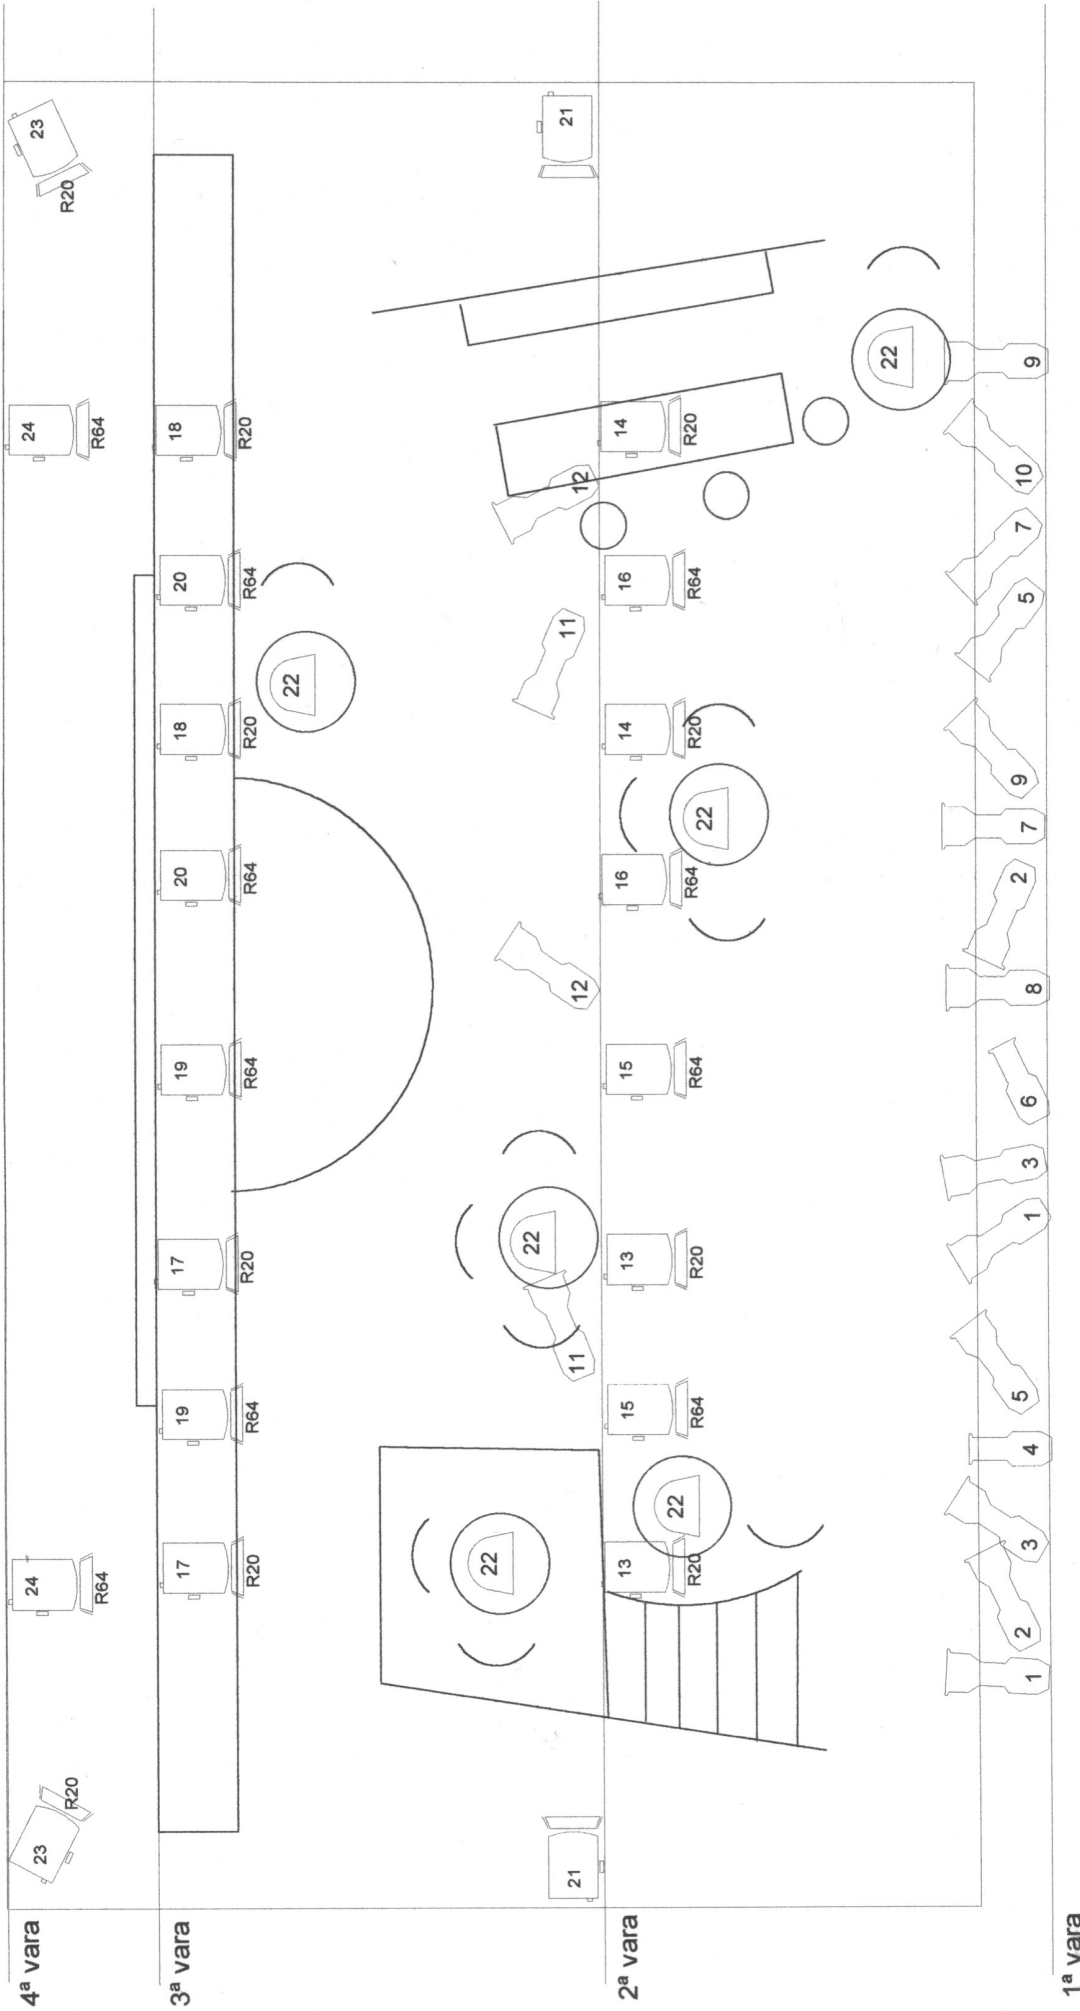 4ª vara
23 24 24 23
R20 R64 R64 R20
3ª vara
17 19 17 19 20 18 20 18
R20 R64 R20 R64 R64 R20 R64 R20
22
22 22
21 11 12 11 12 21
2ª vara
13 15 13 15 16 14 16 14
R20 R64 R20 R64 R64 R20 R64 R20
22 22
22
1ª vara
1 2 3 4 5 1 3 6 8 2 7 9 5 7 10 9